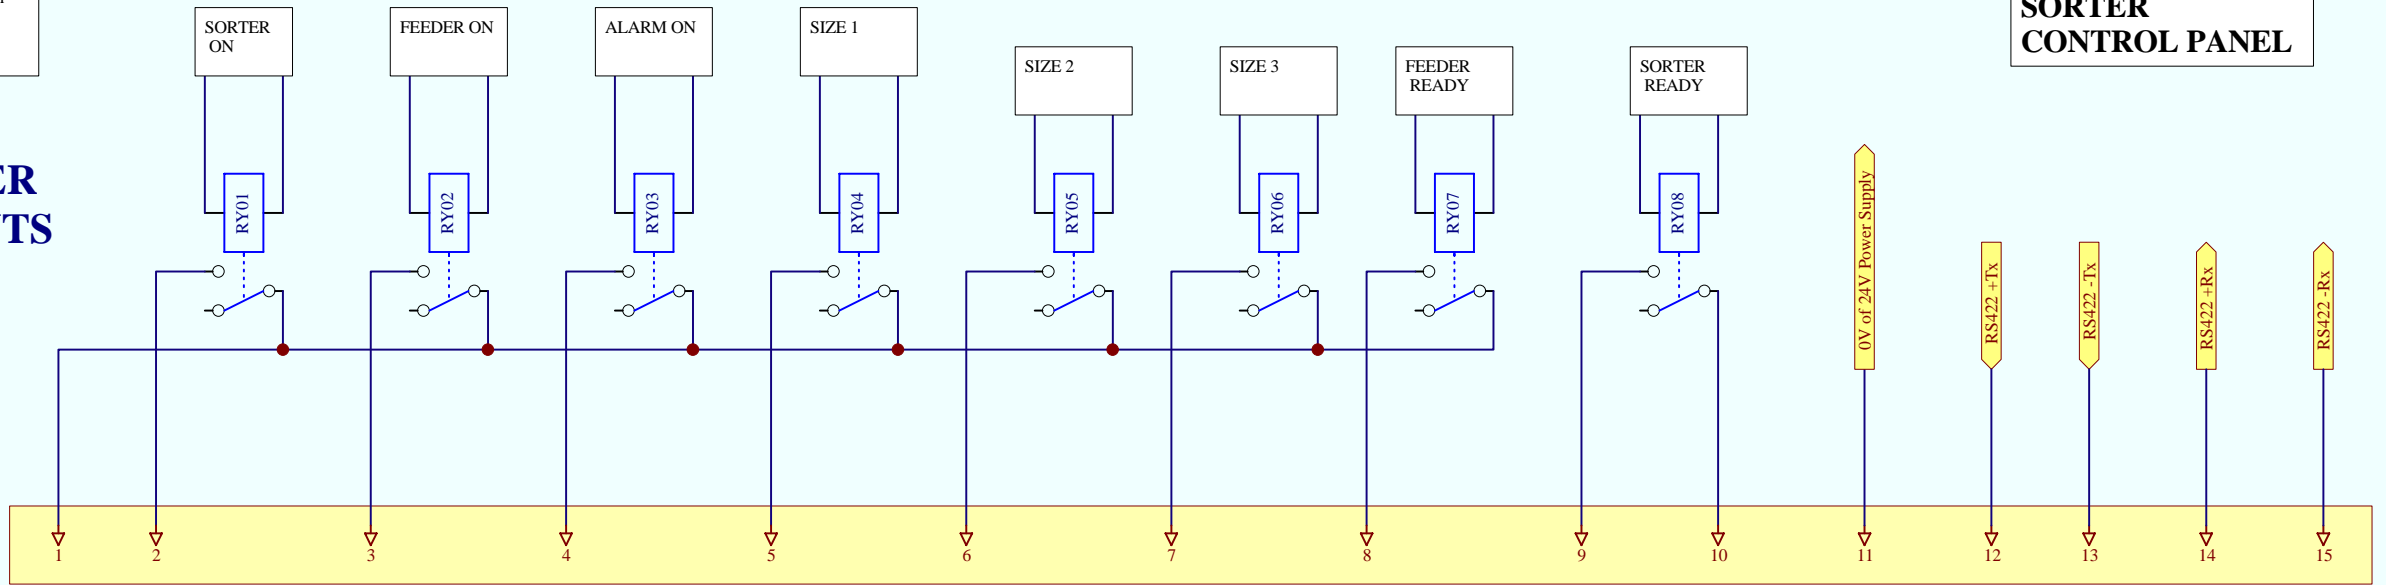 SORTER
ON
FEEDER ON
ALARM ON
SIZE 1
SIZE 2
SIZE 3
FEEDER
READY
SORTER
READY
SORTER
CONTROL PANEL
ER
TS
RY01
RY02
RY03
RY04
RY05
RY06
RY07
RY08
0V of 24V Power Supply
RS422 +Tx
RS422 -Tx
RS422 +Rx
RS422 -Rx
1 2 3 4 5 6 7 8 9 10 11 12 13 14 15